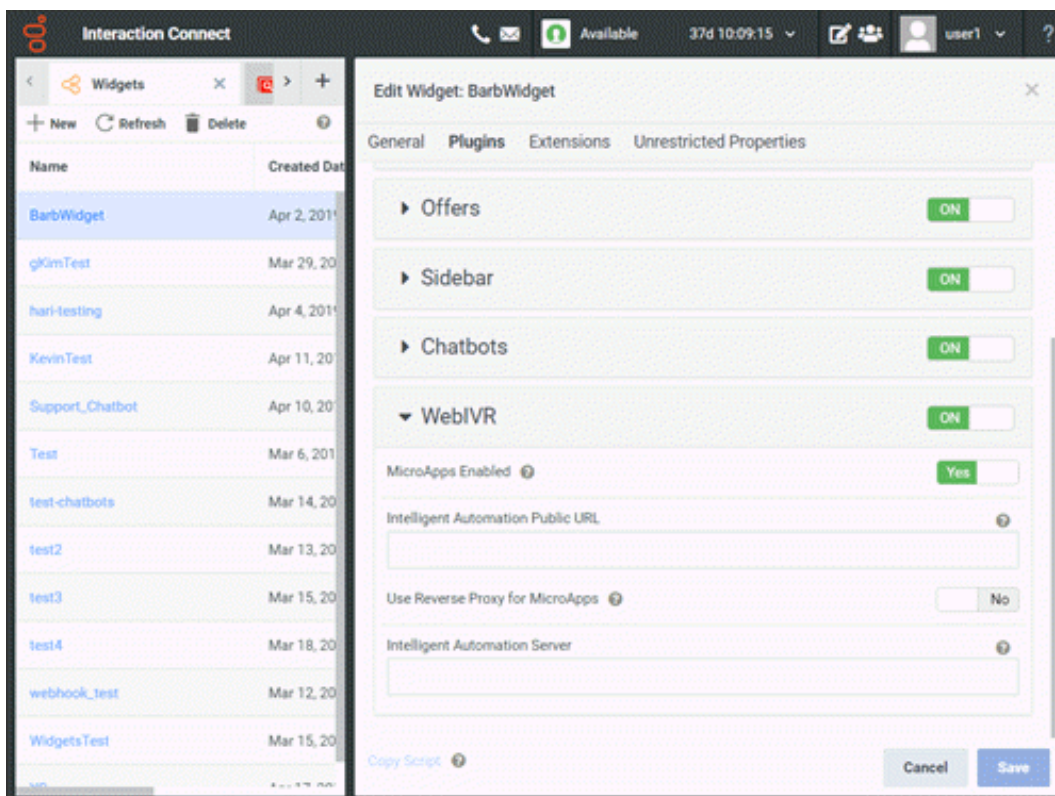 Interaction Connect
Available
37d 10:09:15
user1
?
Widgets
New Refresh Delete
Name Created Dat
BarbWidget Apr 2, 201
gKimTest Mar 29, 20
hari-testing Apr 4, 201
KevinTest Apr 11, 20
Support_Chatbot Apr 10, 20
Test Mar 6, 201
test-chatbots Mar 14, 20
test2 Mar 13, 20
test3 Mar 15, 20
test4 Mar 18, 20
webhook_test Mar 12, 20
WidgetsTest Mar 15, 20
Edit Widget: BarbWidget
General Plugins Extensions Unrestricted Properties
Offers ON
Sidebar ON
Chatbots ON
WebIVR ON
MicroApps Enabled Yes
Intelligent Automation Public URL
Use Reverse Proxy for MicroApps No
Intelligent Automation Server
Copy Script
Cancel Save